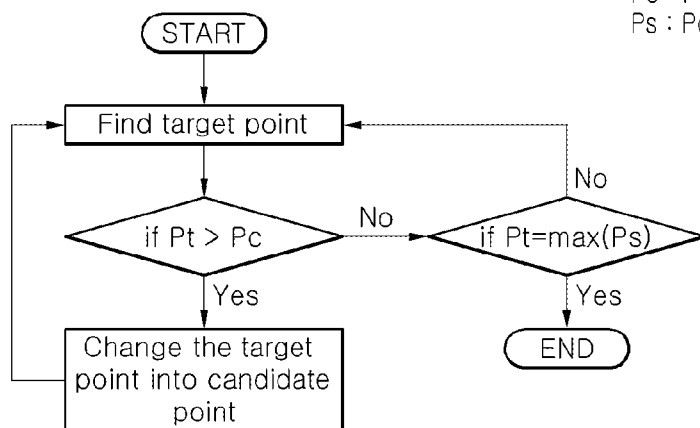 START
Ps : P
Find target point
No
if Pt > Pc
No
if Pt=max(Ps)
Yes
Yes
Change the target
point into candidate
point
END